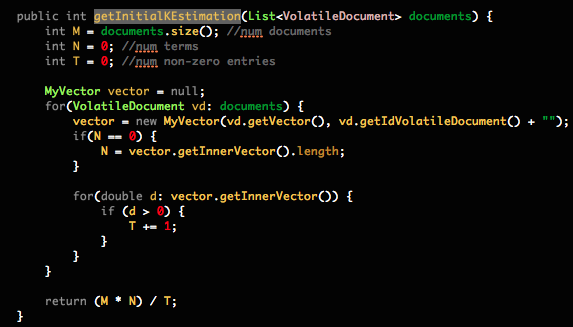 public int getInitialKEstimation(List<VolatileDocument> documents) {
    int M = documents.size(); //num documents
    int N = 0; //num terms
    int T = 0; //num non-zero entries

    MyVector vector = null;
    for(VolatileDocument vd: documents) {
        vector = new MyVector(vd.getVector(), vd.getIdVolatileDocument() + "");
        if(N == 0) {
            N = vector.getInnerVector().length;
        }

        for(double d: vector.getInnerVector()) {
            if (d > 0) {
                T += 1;
            }
        }
    }

    return (M * N) / T;
}